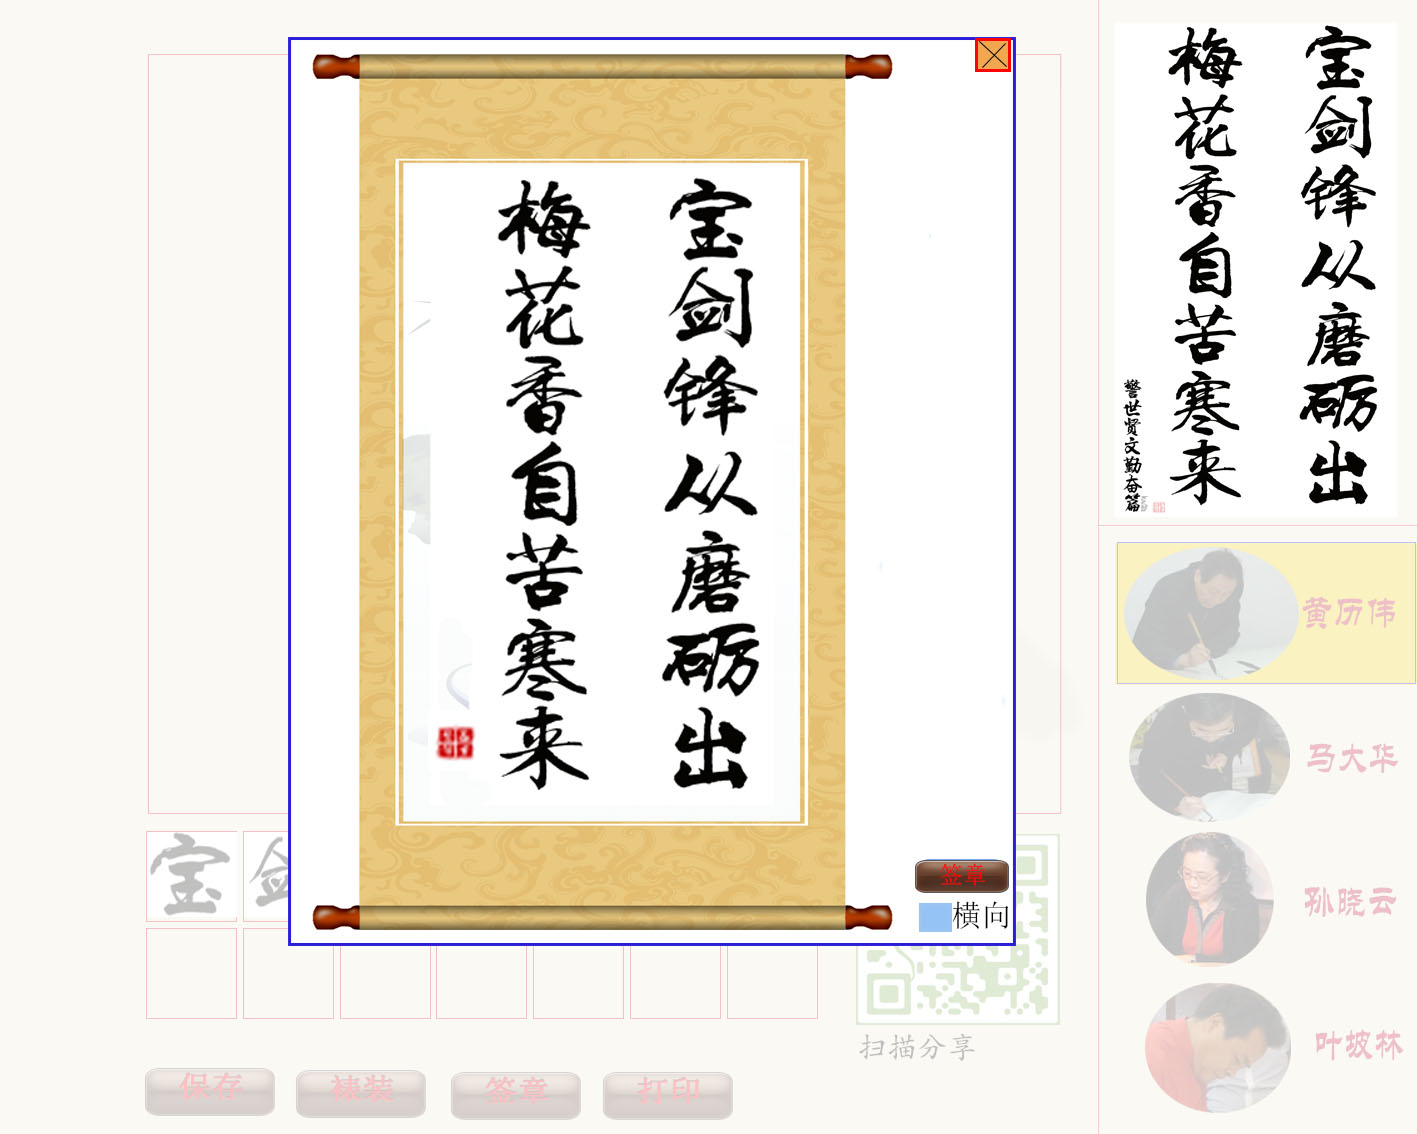 宝剑锋从磨砺出
梅花香自苦寒来
签章
横向
宝剑锋从磨砺出
梅花香自苦寒来
警世贤文勤奋篇
黄历伟
马大华
孙晓云
叶坡林
宝
剑
扫描分享
保存
裱装
签章
打印